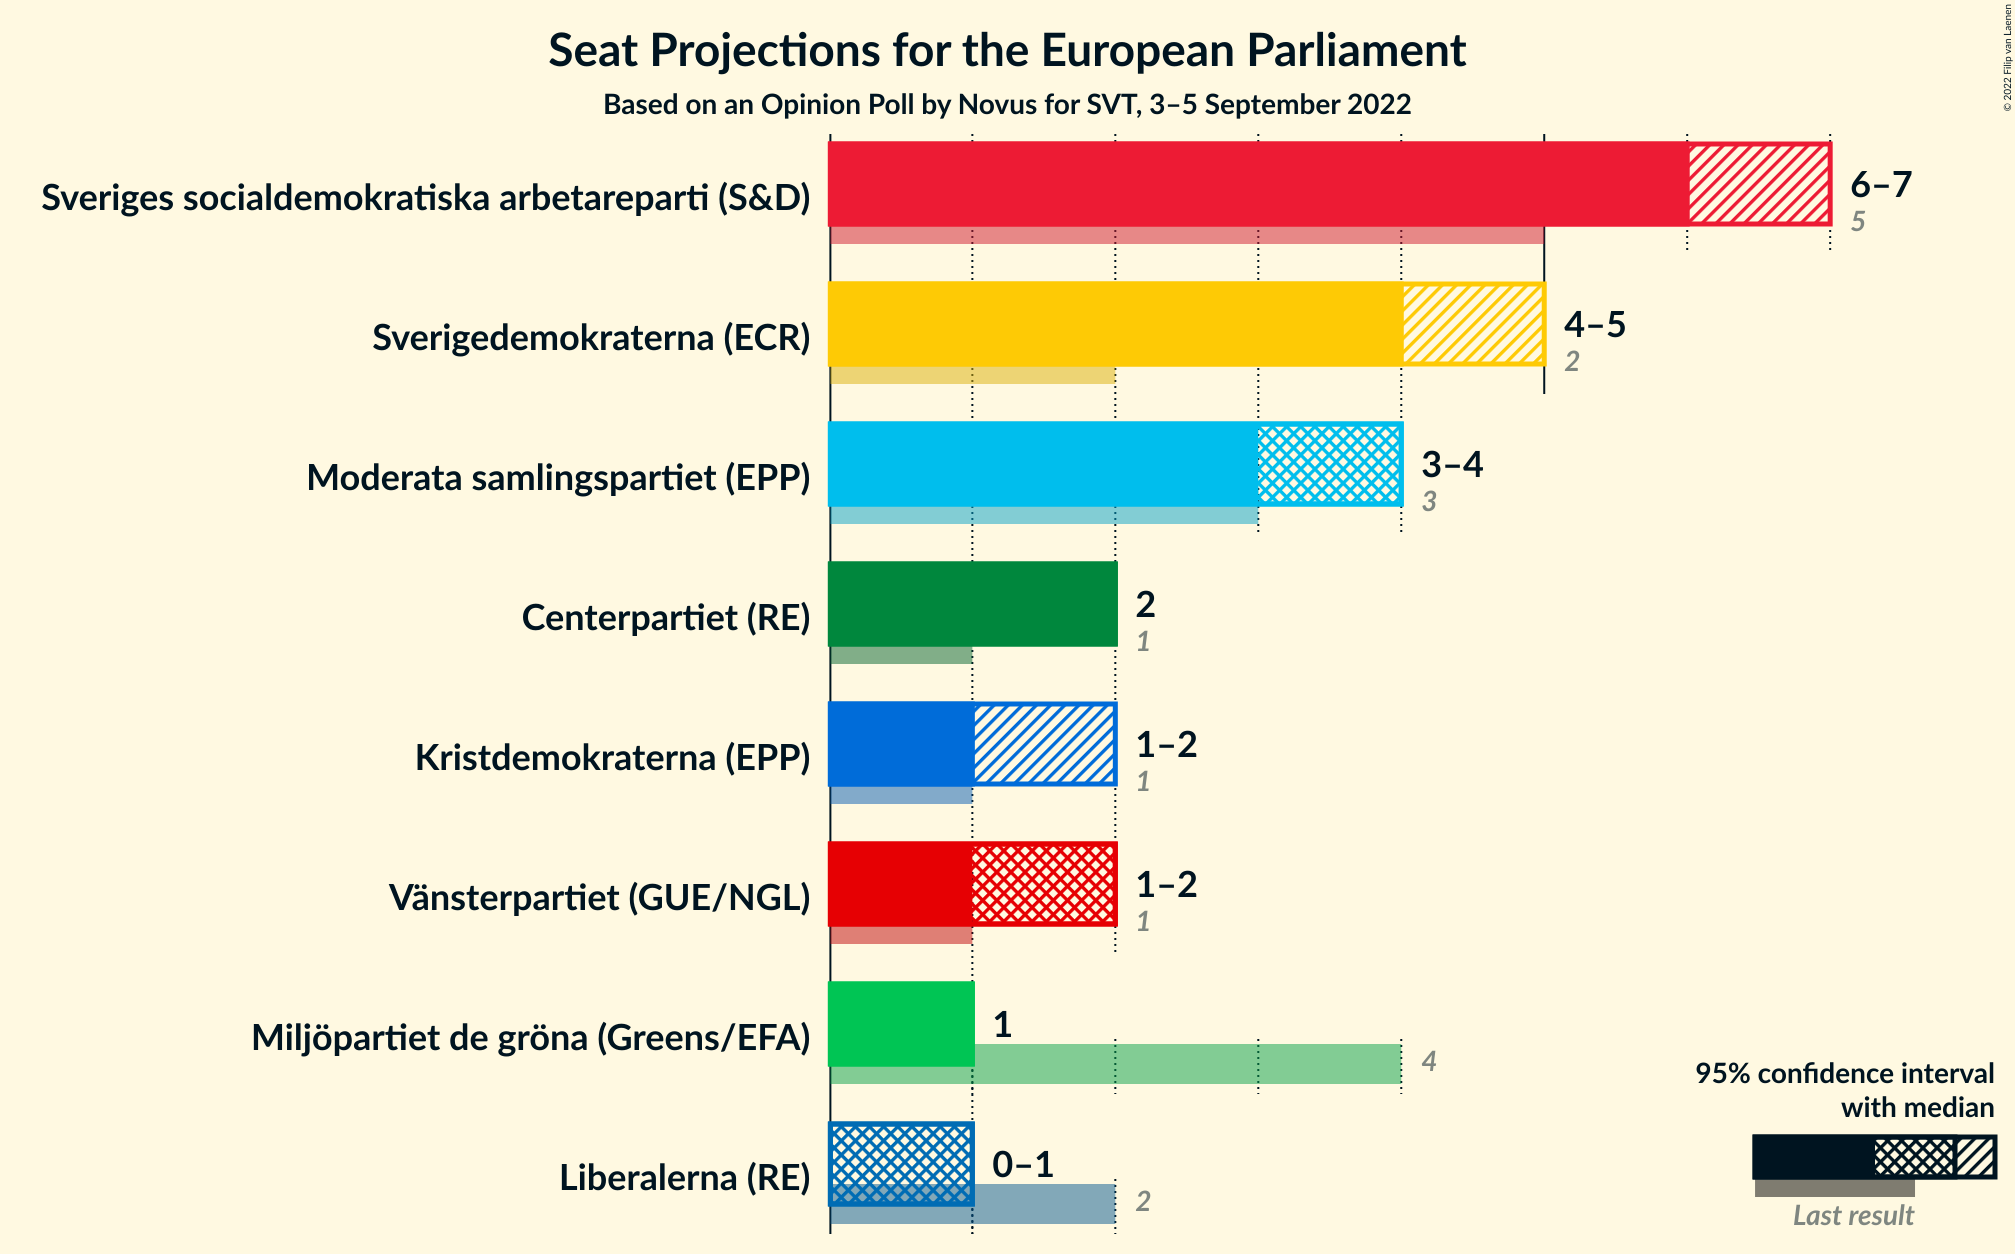 Seat Projections for the European Parliament
Based on an Opinion Poll by Novus for SVT, 3–5 September 2022
© 2022 Filip van Laenen
Sveriges socialdemokratiska arbetareparti (S&D)
6–7
5
Sverigedemokraterna (ECR)
4–5
2
Moderata samlingspartiet (EPP)
3–4
3
Centerpartiet (RE)
2
1
Kristdemokraterna (EPP)
1–2
1
Vänsterpartiet (GUE/NGL)
1–2
1
Miljöpartiet de gröna (Greens/EFA)
1
4
Liberalerna (RE)
0–1
2
95% confidence interval
with median
Last result